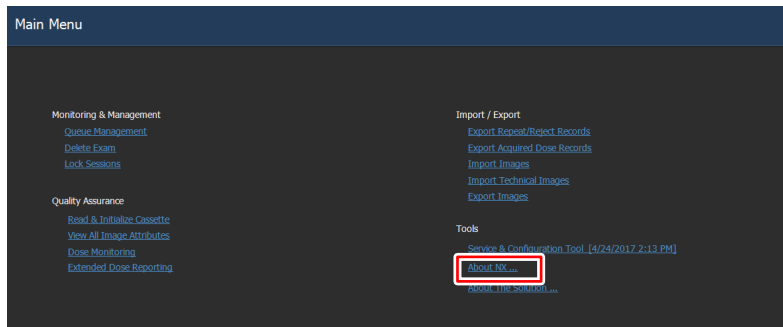 Main Menu
Monitoring & Management
Queue Management
Delete Exam
Lock Sessions
Quality Assurance
Read & Initialize Cassette
View All Image Attributes
Dose Monitoring
Extended Dose Reporting
Import / Export
Export Repeat/Reject Records
Export Acquired Dose Records
Import Images
Import Technical Images
Export Images
Tools
Service & Configuration Tool [4/24/2017 2:13 PM]
About NX ...
About The Solution ...